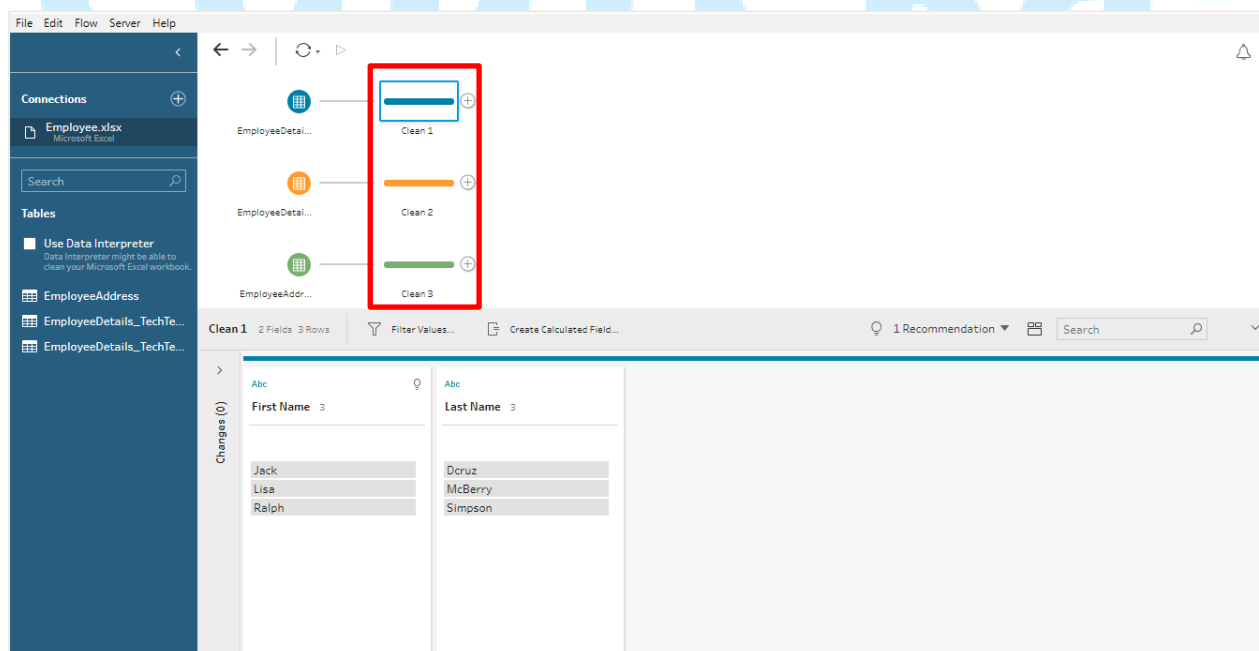 File Edit Flow Server Help
Connections
Employee.xlsx
Microsoft Excel
Search
Tables
Use Data Interpreter
Data Interpreter might be able to
clean your Microsoft Excel workbook.
EmployeeAddress
EmployeeDetails_TechTe...
EmployeeDetails_TechTe...
EmployeeDetai...
Clean 1
EmployeeDetai...
Clean 2
EmployeeAddr...
Clean 3
Clean 1 2 Fields 3 Rows Filter Values... Create Calculated Field... 1 Recommendation Search
Changes (0)
Abc
First Name 3
Jack
Lisa
Ralph
Abc
Last Name 3
Dcruz
McBerry
Simpson